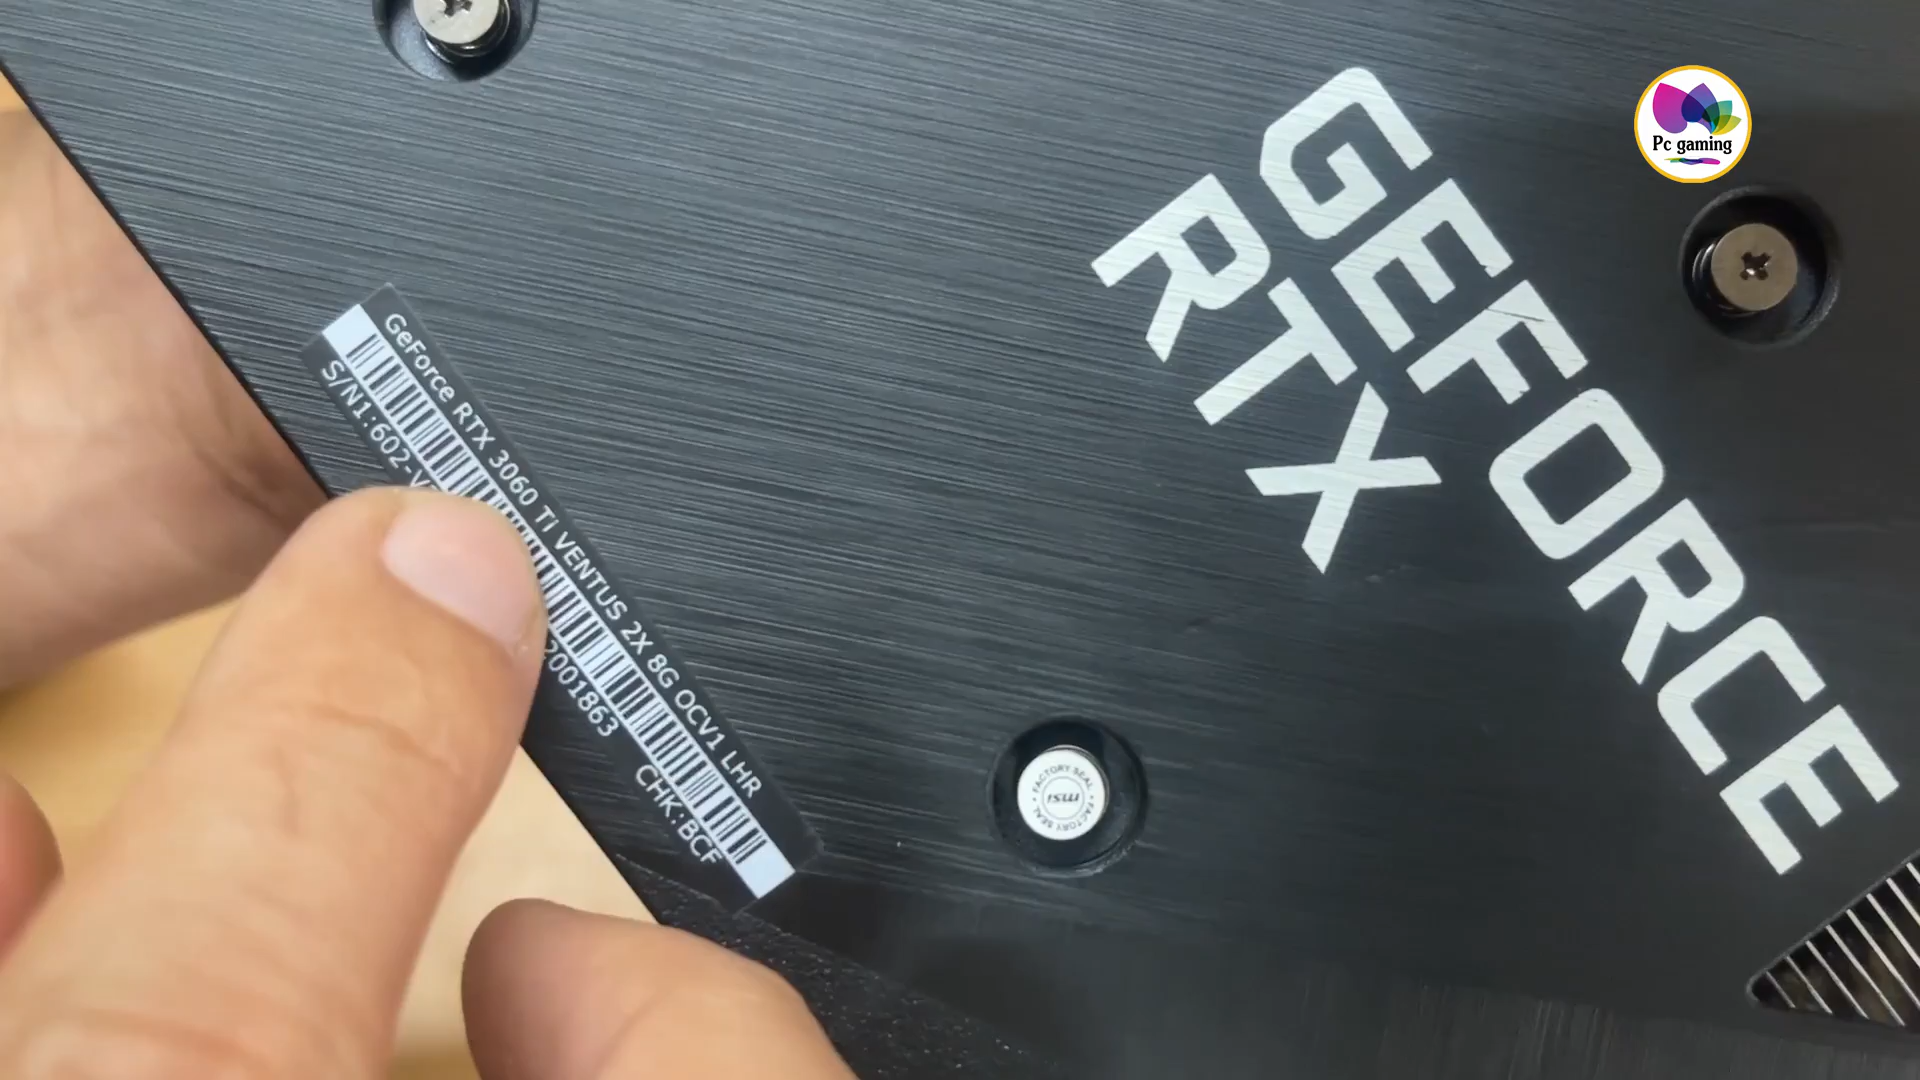 GEFORCE
RTX
Pc gaming
GeForce RTX 3060 Ti VENTUS 2X 8G OCV1 LHR
S/N1:602-V 2001863
CHK:BCF
FACTORY SEAL • FACTORY SEAL •
msi